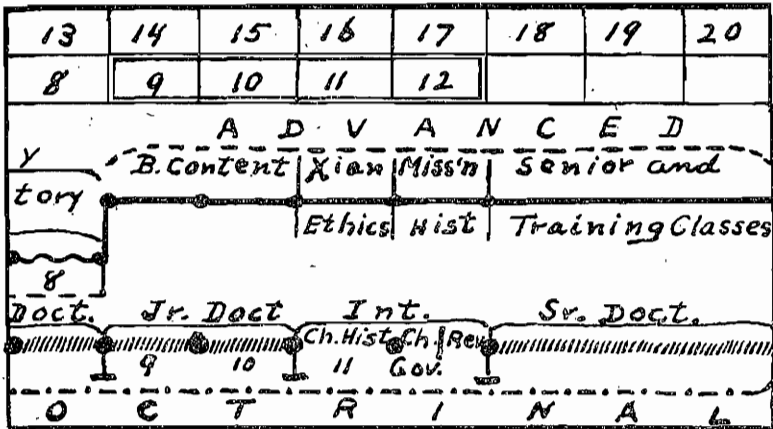 13 14 15 16 17 18 19 20
8 9 10 11 12
A D V A N C E D
y B. Content Xian Miss'n Senior and
tory
Ethics Hist Training Classes
8
Doct. Jr. Doct Int. Sr. Doct.
Ch. Hist Ch. Rev
9 10 11 Gov.
O C T R I N A L